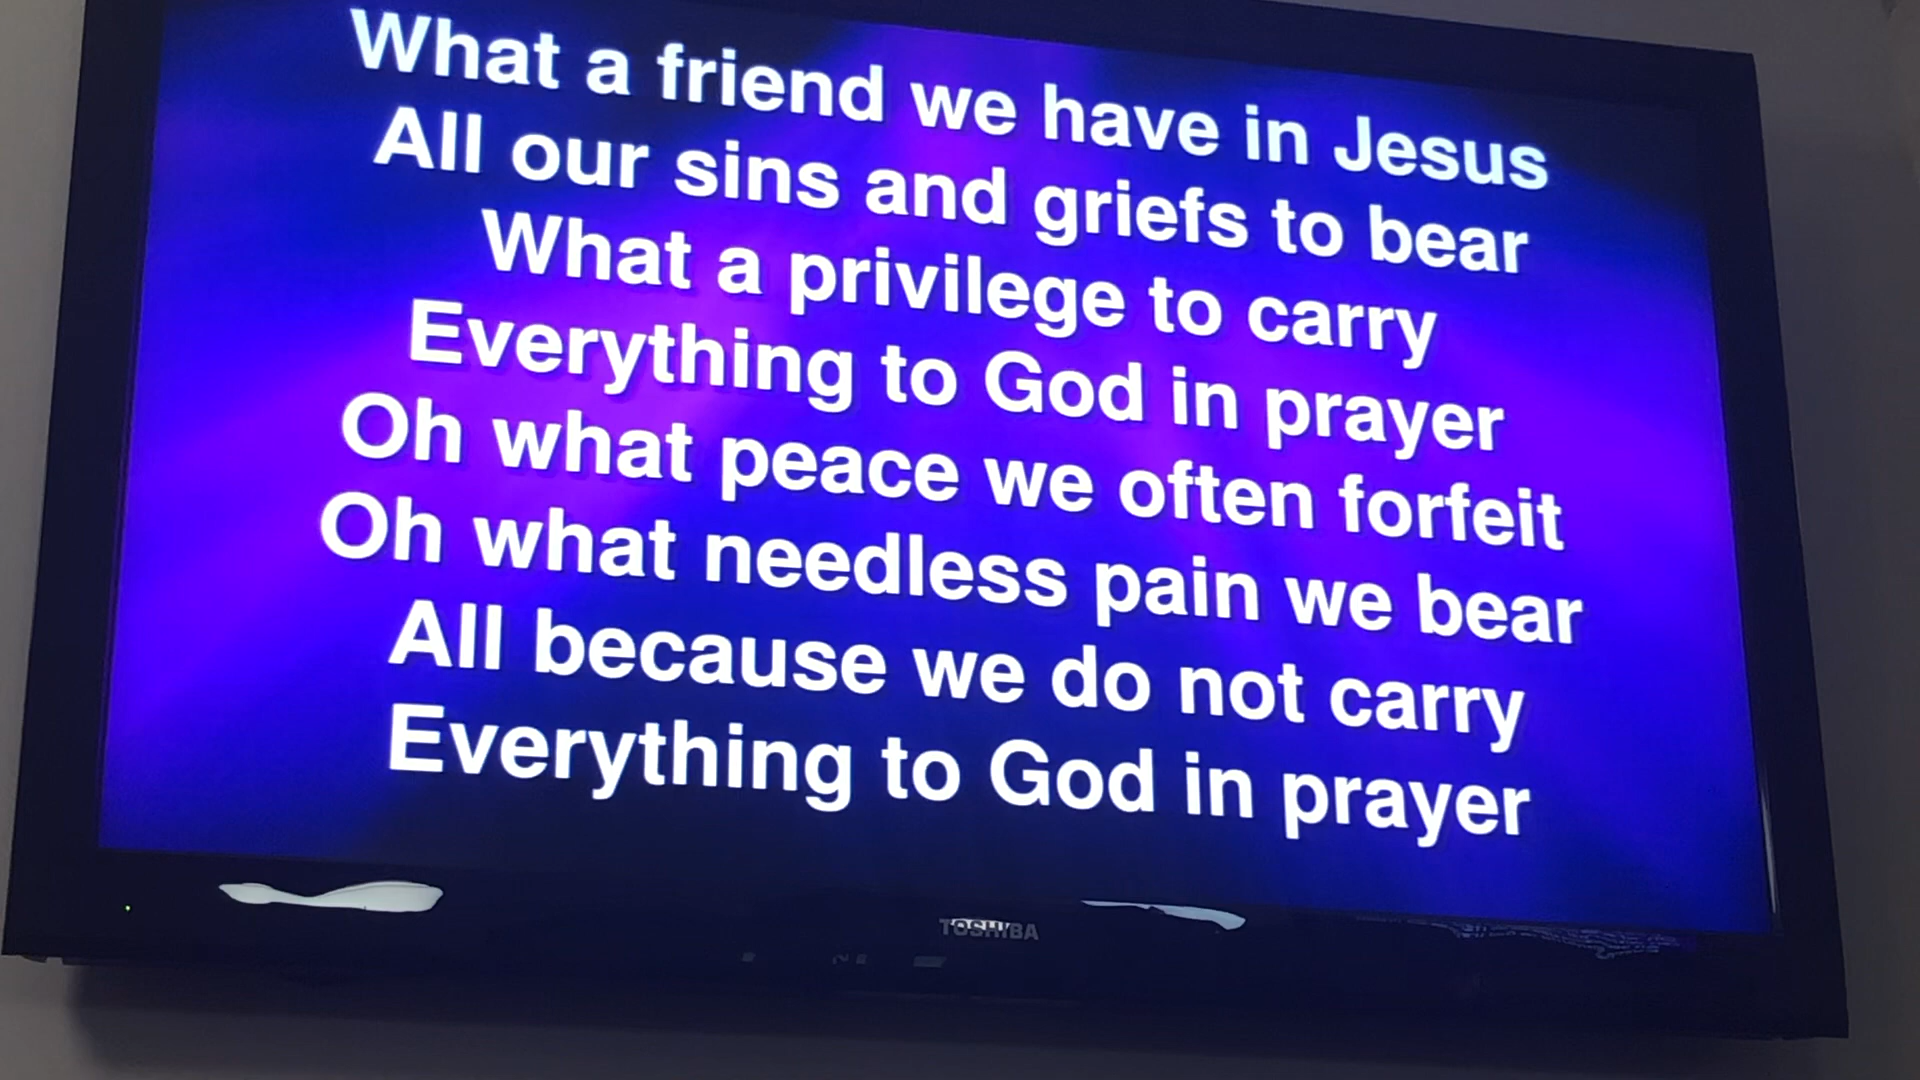 What a friend we have in Jesus
All our sins and griefs to bear
What a privilege to carry
Everything to God in prayer
Oh what peace we often forfeit
Oh what needless pain we bear
All because we do not carry
Everything to God in prayer
TOSHIBA